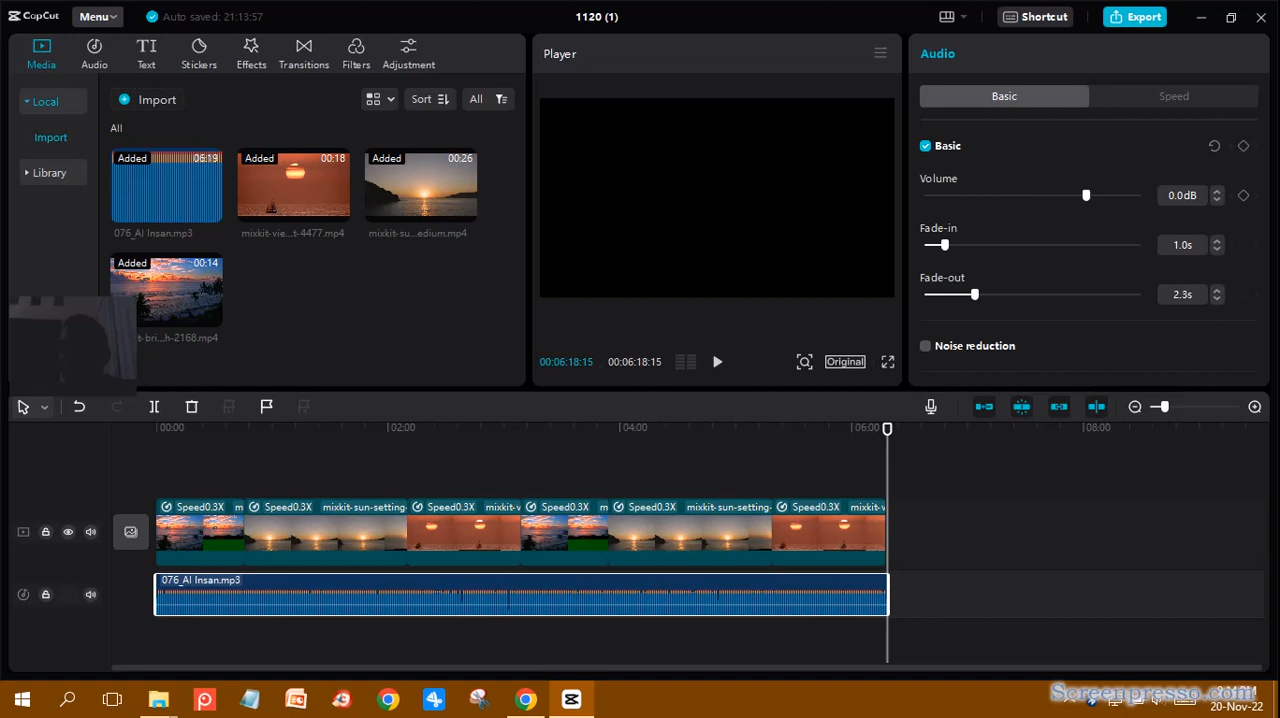 CapCut
Menu
Auto saved: 21:13:57
1120 (1)
Shortcut
Export
Media
Audio
Text
Stickers
Effects
Transitions
Filters
Adjustment
Local
Import
Library
Import
Sort
All
All
Added 06:19
076_Al Insan.mp3
Added 00:18
mixkit-vie...t-4477.mp4
Added 00:26
mixkit-su...edium.mp4
Added 00:14
t-bri...h-2168.mp4
Player
00:06:18:15
00:06:18:15
Original
Audio
Basic
Speed
Basic
Volume
0.0dB
Fade-in
1.0s
Fade-out
2.3s
Noise reduction
00:00
02:00
04:00
06:00
08:00
Speed0.3X m
Speed0.3X mixkit-sun-setting-
Speed0.3X mixkit-v
Speed0.3X m
Speed0.3X mixkit-sun-setting-
Speed0.3X mixkit-v
076_Al Insan.mp3
Screenpresso.com
20-Nov-22